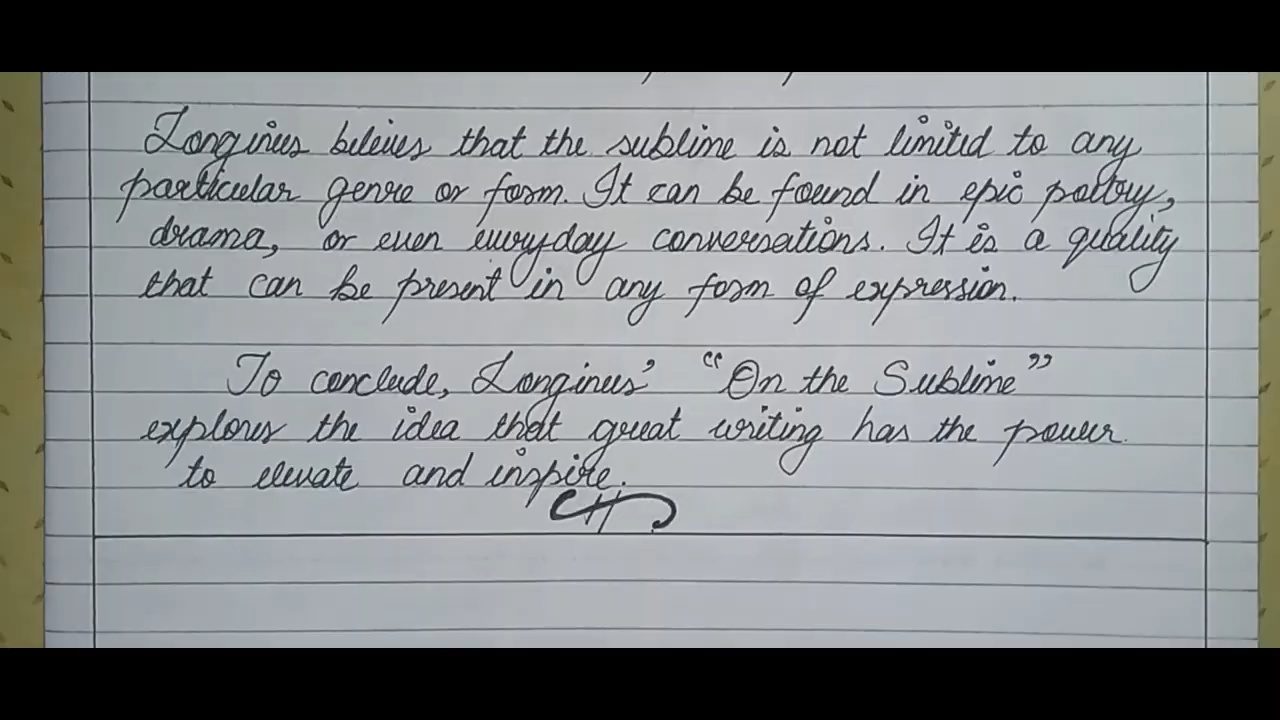 Longinus beleives that the sublime is not limited to any
particular genre or form. It can be found in epic poetry,
drama, or even everyday conversations. It is a quality
that can be present in any form of expression.
To conclude, Longinus' "On the Sublime"
explores the idea that great writing has the power
to elevate and inspire.